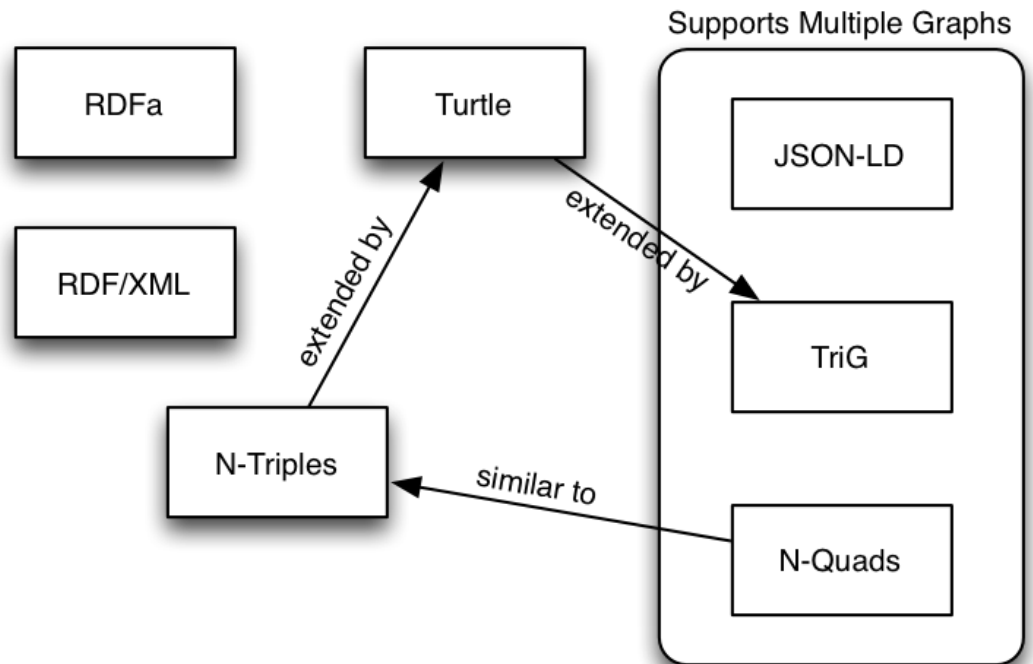 Supports Multiple Graphs
RDFa
Turtle
JSON-LD
extended by
RDF/XML
extended by
TriG
N-Triples
similar to
N-Quads